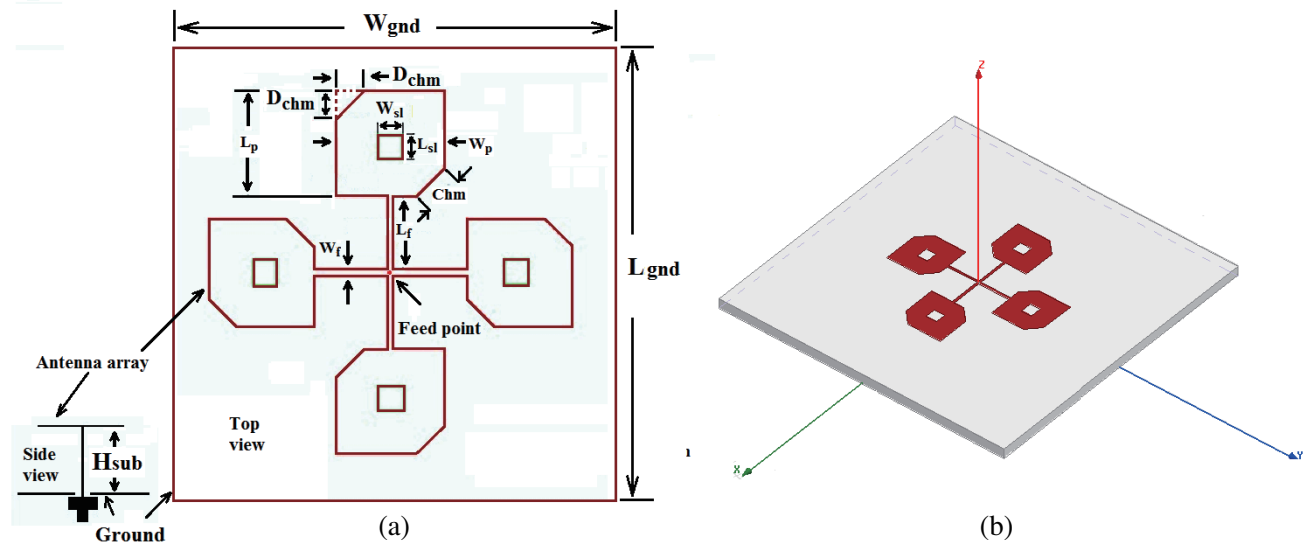 Wgnd
Dchm
Dchm
Wsl
Lp
Lsl
Wp
Chm
Wf
Lf
Lgnd
Feed point
Antenna array
Top
view
Side
view
Hsub
Ground
(a)
Z
n
X
Y
(b)